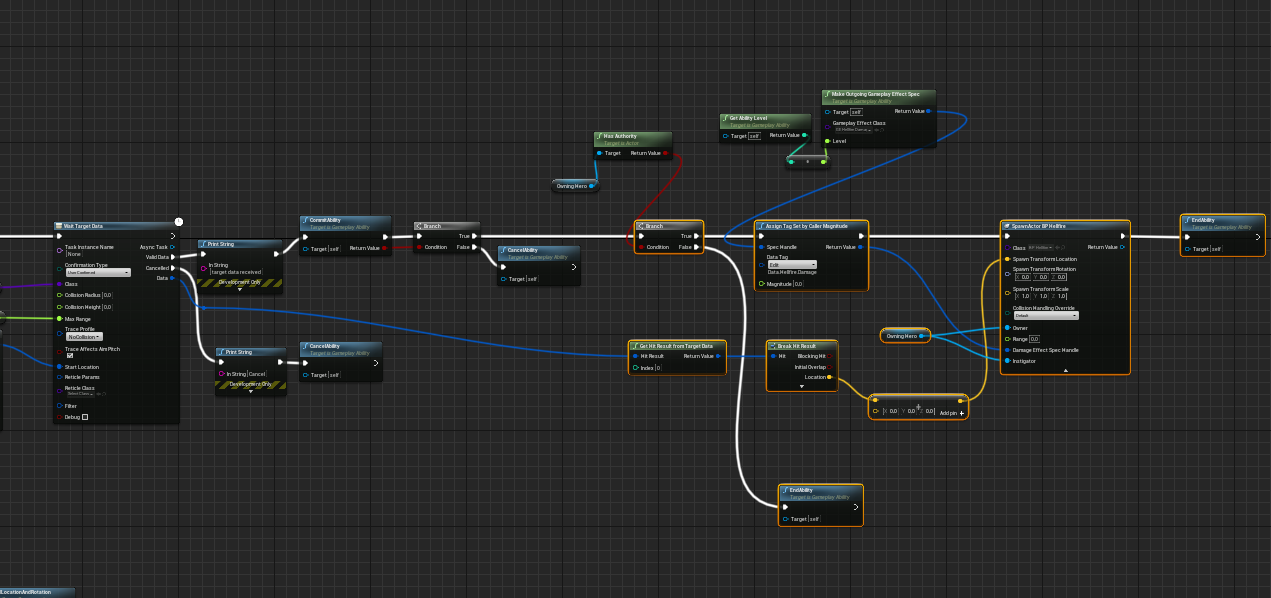 Wait Target Data
Task Instance Name
None
Async Task
Valid Data
Confirmation Type
User Confirmed
Cancelled
Data
Class
Collision Radius 0,0
Collision Height 0,0
Max Range
Trace Profile
NoCollision
Trace Affects Aim Pitch
Start Location
Reticle Params
Reticle Class
Select Class
Filter
Debug
Print String
In String
target data received
Development Only
Print String
In String Cancel
Development Only
CommitAbility
Target is Gameplay Ability
Target self
Return Value
CancelAbility
Target is Gameplay Ability
Target self
Branch
True
Condition
False
CancelAbility
Target is Gameplay Ability
Target self
Has Authority
Target is Actor
Target
Return Value
Owning Hero
Branch
True
Condition
False
Get Ability Level
Target is Gameplay Ability
Target self
Return Value
Make Outgoing Gameplay Effect Spec
Target is Gameplay Ability
Target self
Return Value
Gameplay Effect Class
Level
+
Assign Tag Set by Caller Magnitude
Spec Handle
Return Value
Data Tag
Edit
Data.Hellfire.Damage
Magnitude 0,0
Get Hit Result from Target Data
Hit Result
Return Value
Index 0
Break Hit Result
Hit
Blocking Hit
Initial Overlap
Location
Owning Hero
X 0,0 Y 0,0 Z 0,0
Add pin +
SpawnActor BP Hellfire
Class BP Hellfire
Return Value
Spawn Transform Location
Spawn Transform Rotation
X 0,0 Y 0,0 Z 0,0
Spawn Transform Scale
X 1,0 Y 1,0 Z 1,0
Collision Handling Override
Default
Owner
Range 0,0
Damage Effect Spec Handle
Instigator
EndAbility
Target is Gameplay Ability
Target self
EndAbility
Target is Gameplay Ability
Target self
LocationAndRotation